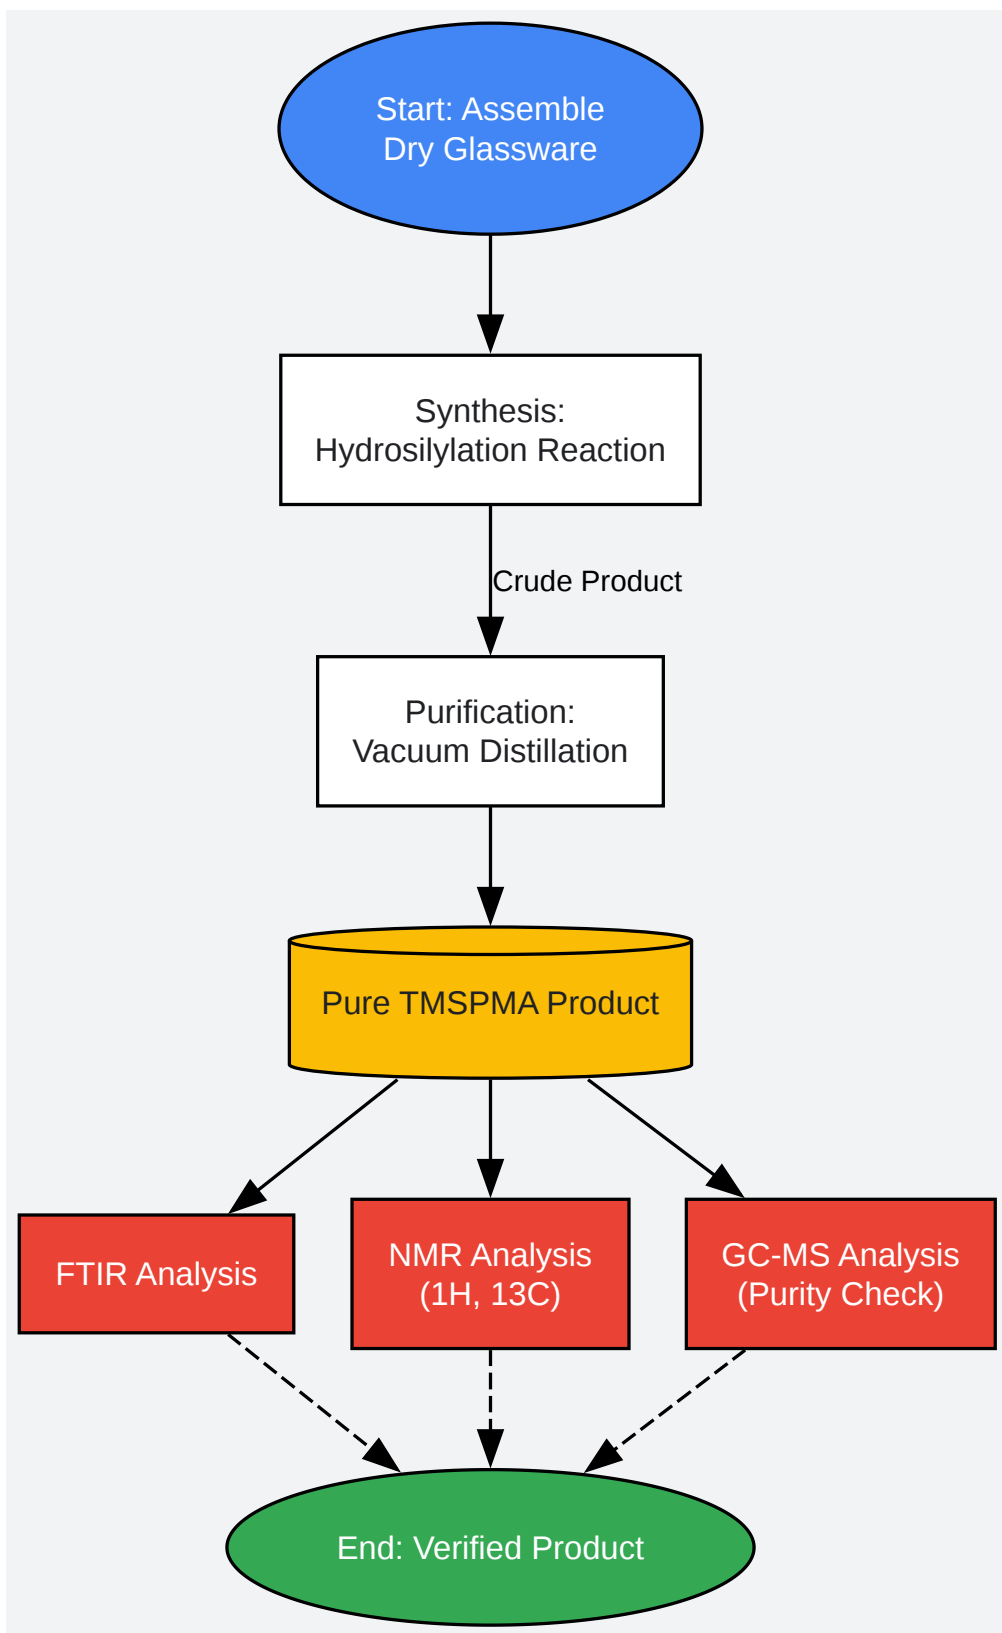 Start: Assemble
Dry Glassware
Synthesis:
Hydrosilylation Reaction
Crude Product
Purification:
Vacuum Distillation
Pure TMSPMA Product
FTIR Analysis
NMR Analysis
(1H, 13C)
GC-MS Analysis
(Purity Check)
End: Verified Product